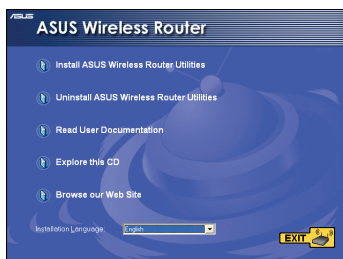 ASUS
ASUS Wireless Router
Install ASUS Wireless Router Utilities
Uninstall ASUS Wireless Router Utilities
Read User Documentation
Explore this CD
Browse our Web Site
Installation Language: English
EXIT